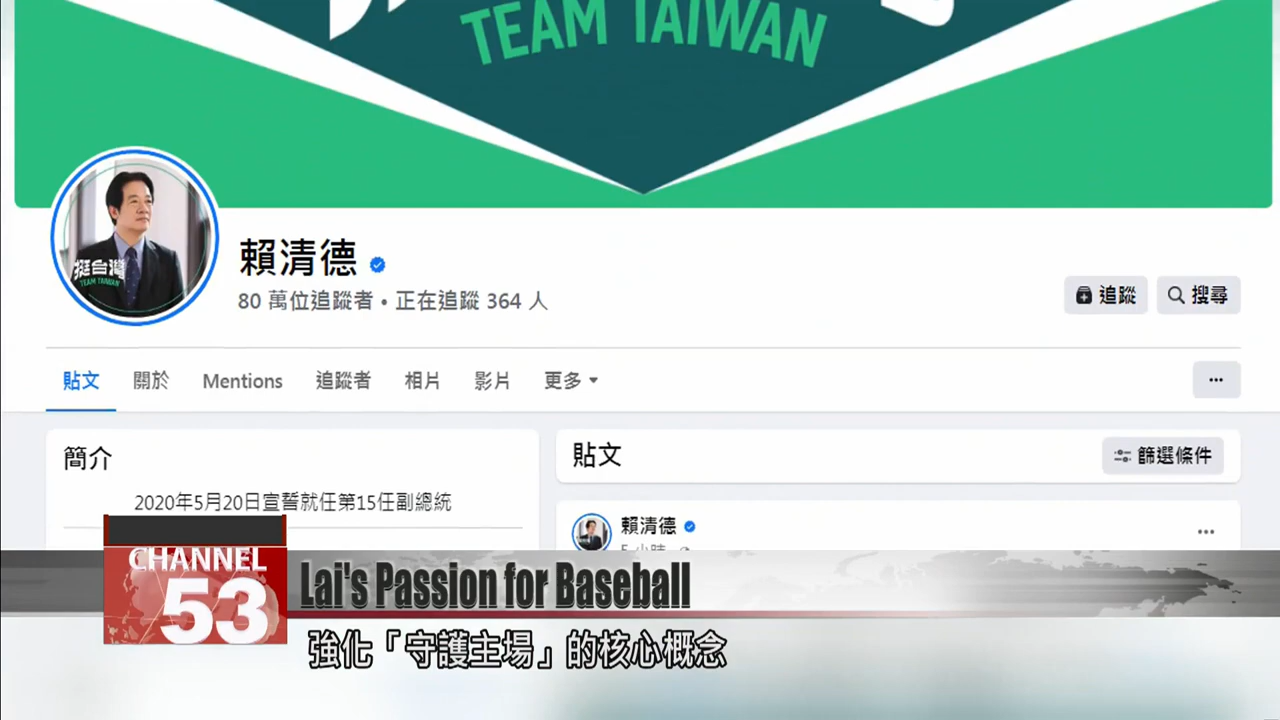 TEAM TAIWAN
挺台灣
TEAM TAIWAN
賴清德
80 萬位追蹤者 • 正在追蹤 364 人
追蹤
搜尋
貼文
關於
Mentions
追蹤者
相片
影片
更多
簡介
2020年5月20日宣誓就任第15任副總統
貼文
篩選條件
賴清德
CHANNEL
53
Lai's Passion for Baseball
強化「守護主場」的核心概念